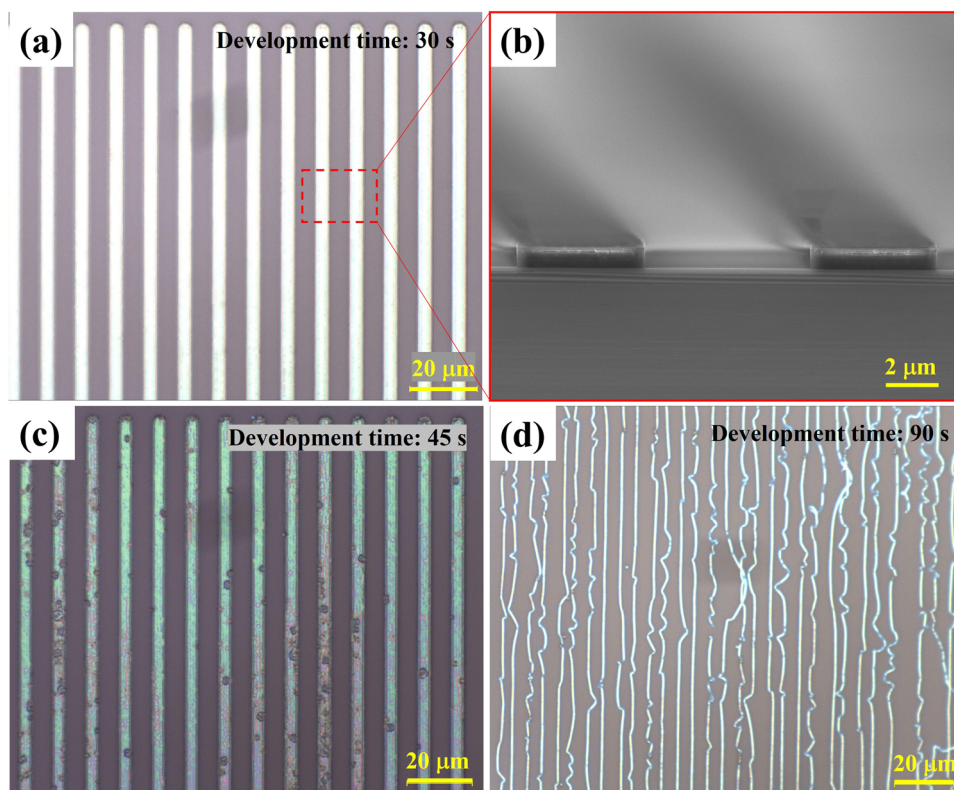 (a)
Development time: 30 s
20 μm
(b)
2 μm
(c)
Development time: 45 s
20 μm
(d)
Development time: 90 s
20 μm